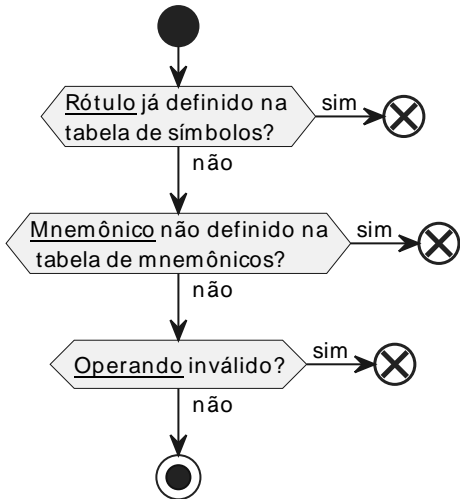 Rótulo já definido na
tabela de símbolos?
sim
não
Mnemônico não definido na
tabela de mnemônicos?
sim
não
Operando inválido?
sim
não